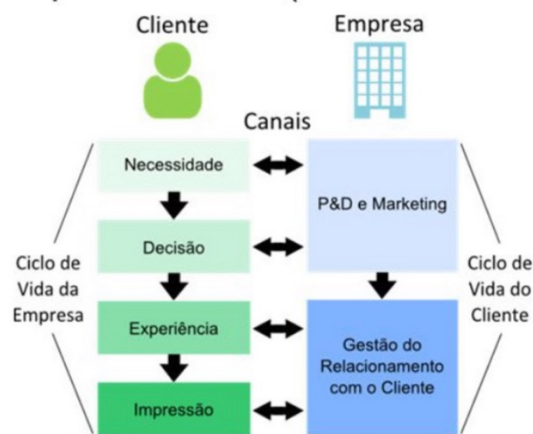 Cliente
Empresa
Canais
Necessidade
P&D e Marketing
Decisão
Ciclo de
Vida da
Empresa
Ciclo de
Vida do
Cliente
Experiência
Gestão do
Relacionamento
com o Cliente
Impressão